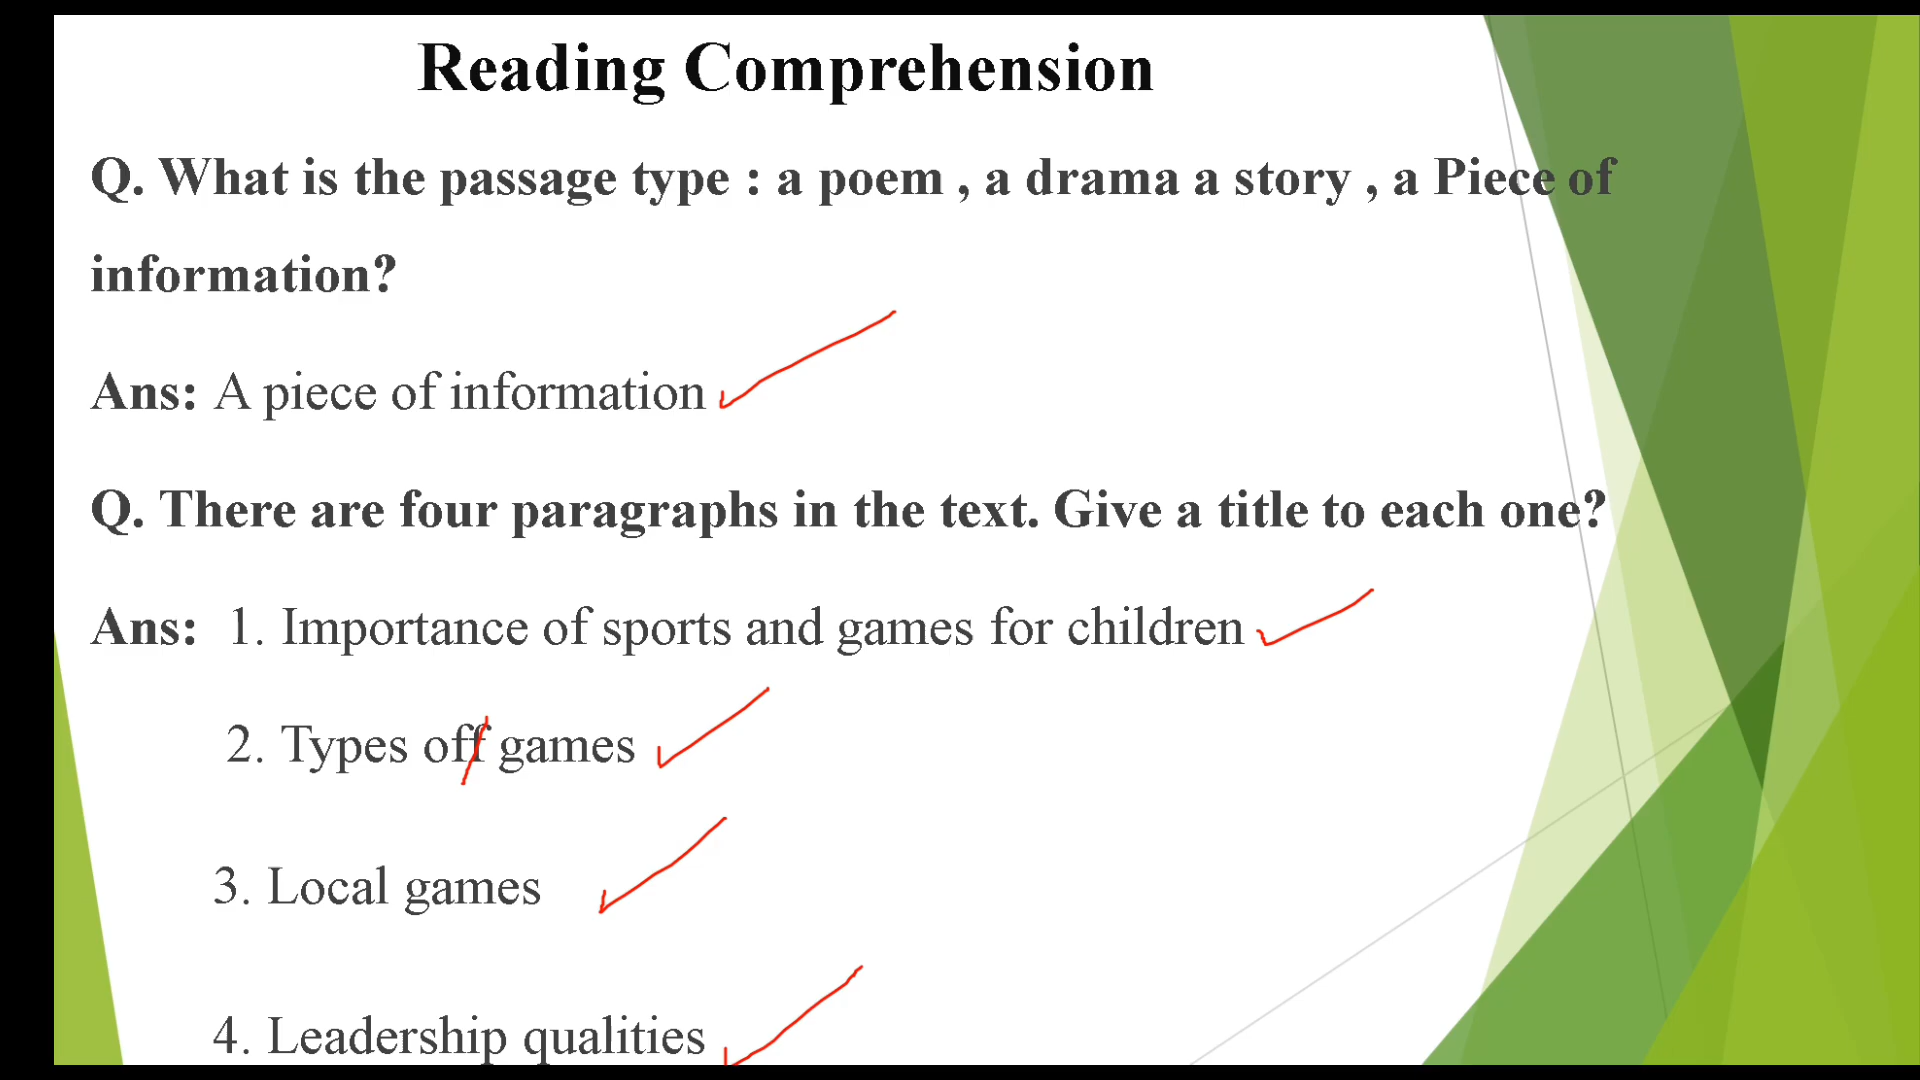 Reading Comprehension
Q. What is the passage type : a poem , a drama a story , a Piece of
information?
Ans: A piece of information
Q. There are four paragraphs in the text. Give a title to each one?
Ans: 1. Importance of sports and games for children
2. Types off games
3. Local games
4. Leadership qualities